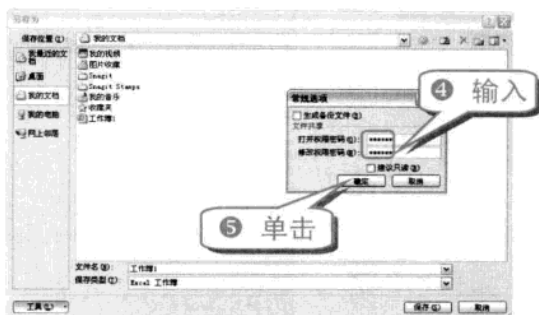 另存为
保存位置(I): 我的文档
我最近的文档
桌面
我的文档
我的电脑
网上邻居
我的视频
图片收藏
Snagit
Snagit Stamps
我的音乐
收藏夹
工作簿1
常规选项
生成备份文件(B)
文件共享
打开权限密码(O): ******
修改权限密码(M): ******
建议只读(R)
确定 取消
④ 输入
⑤ 单击
文件名(N): 工作簿1
保存类型(T): Excel 工作簿
工具(L) 保存(S) 取消